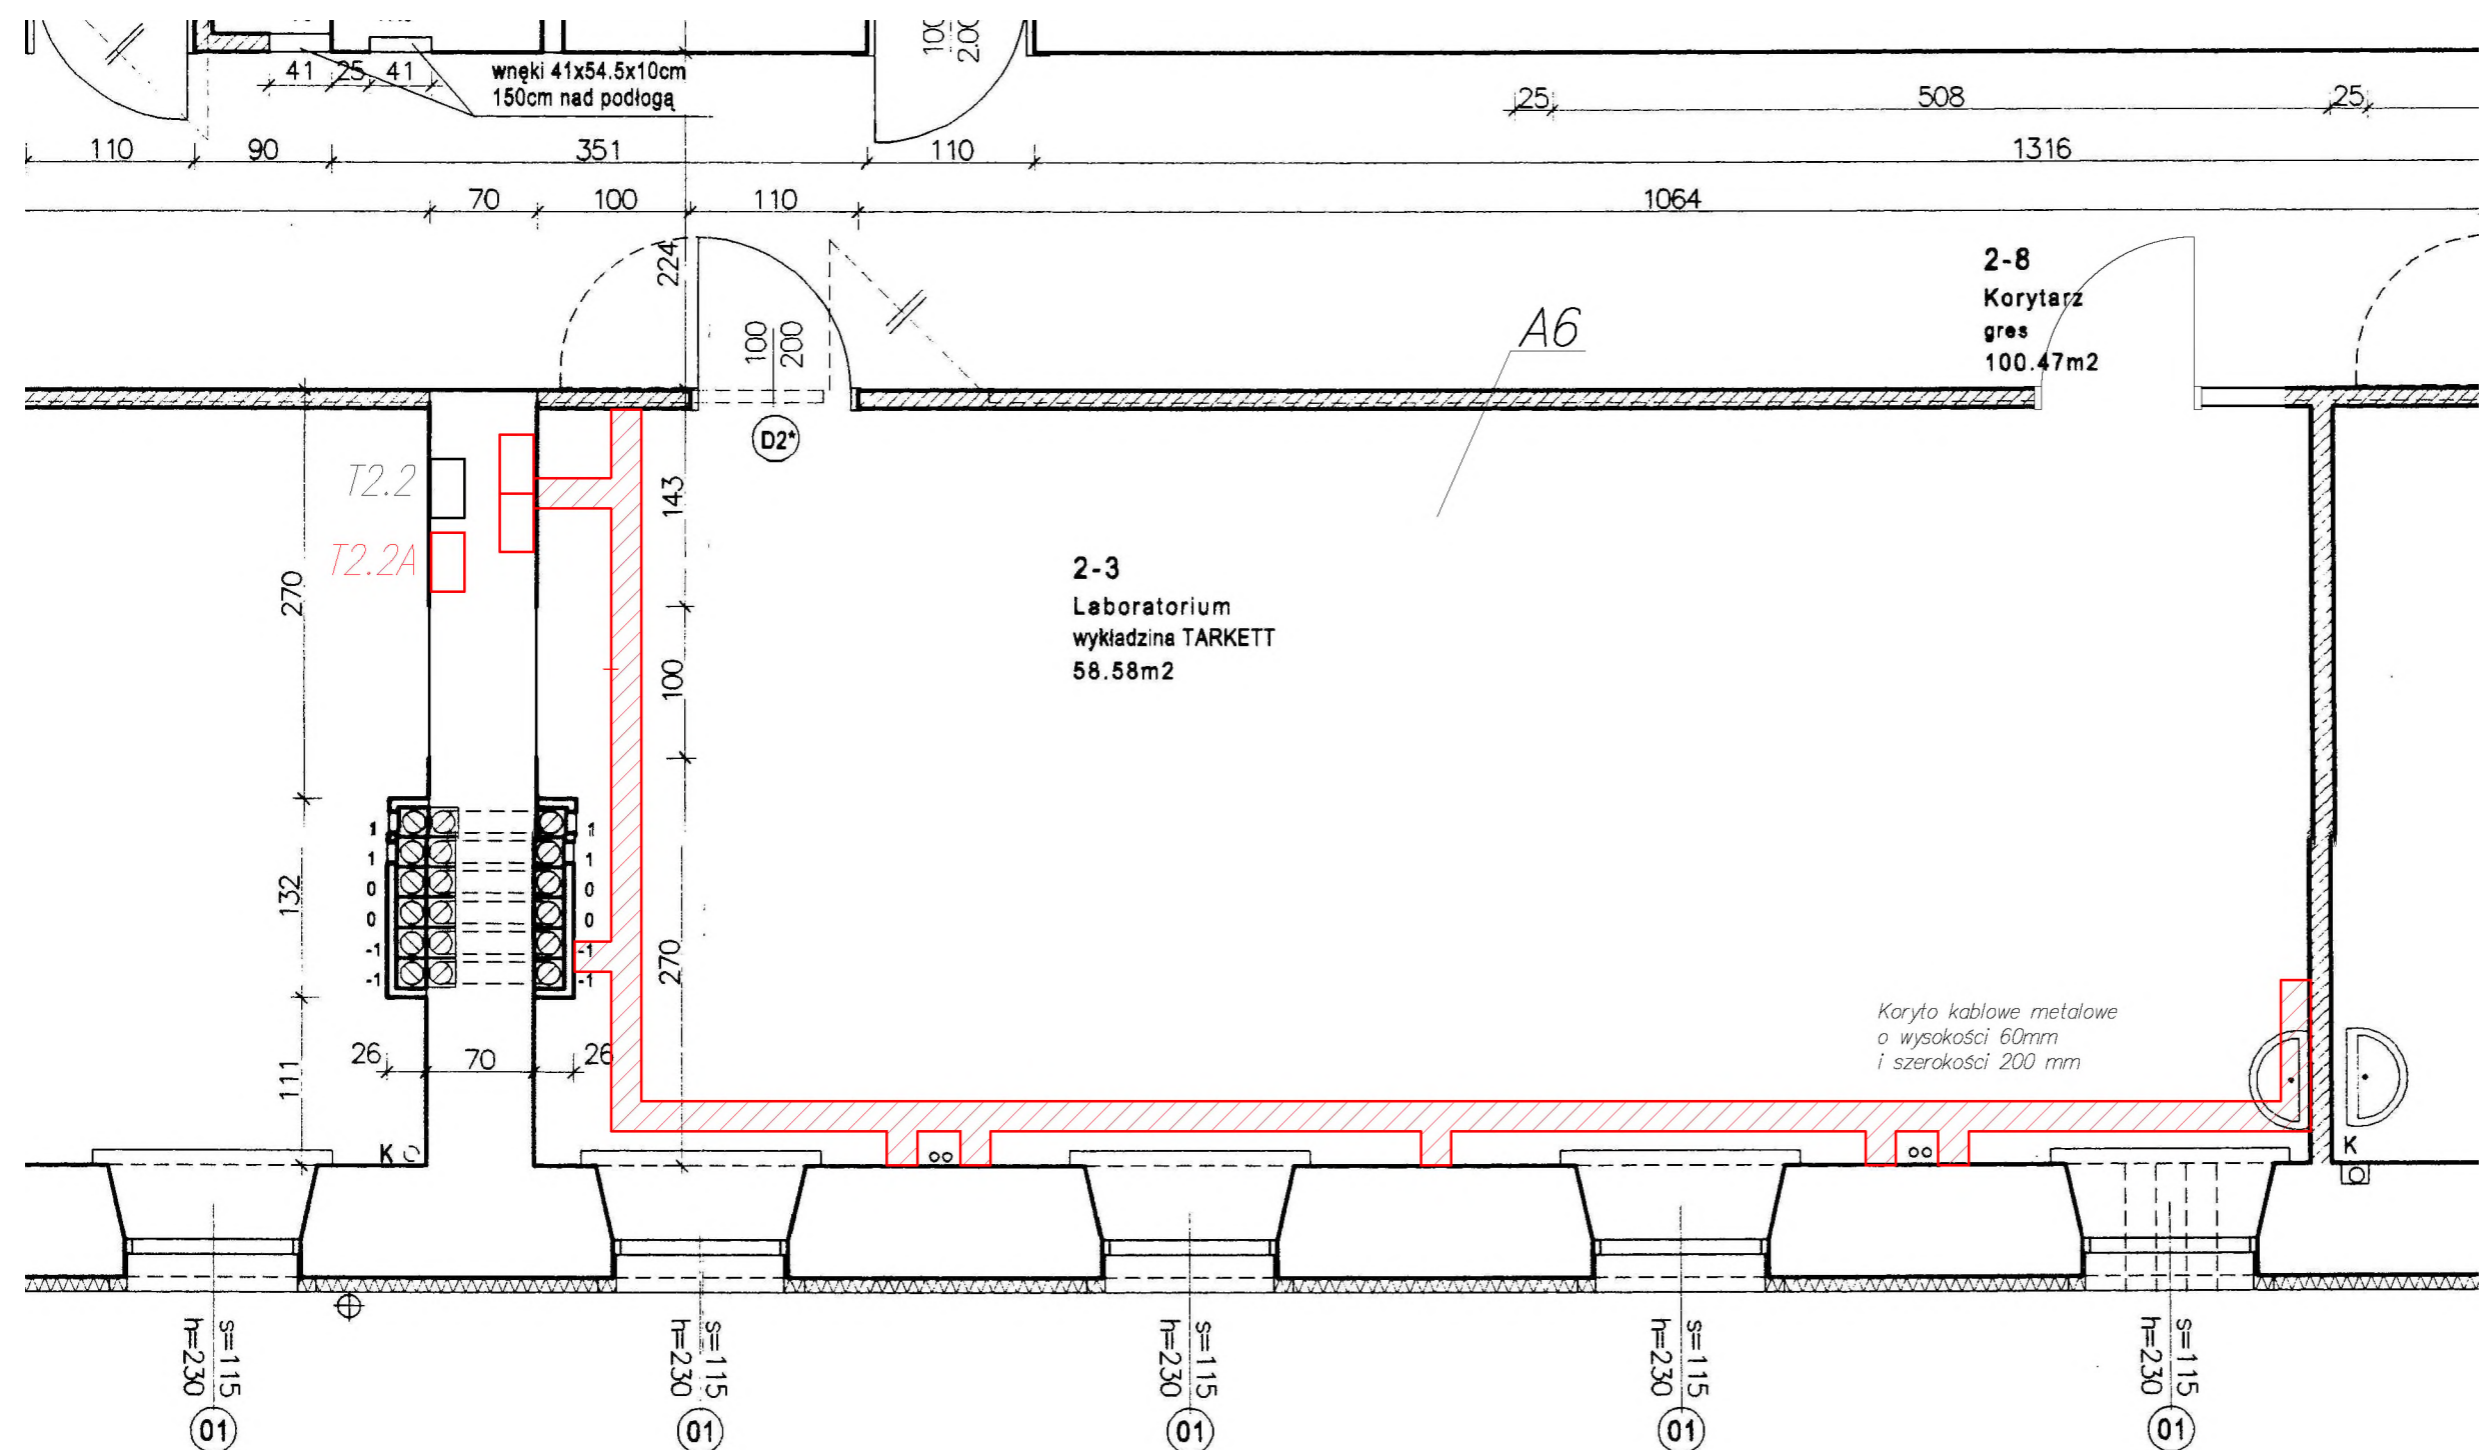 100
200
41 25 41
wnęki 41x54.5x10cm
150cm nad podłogą
25 508 25
110 90 351 110 1316
70 100 110 1064
224
100
200
A6
2-8
Korytarz
gres
100.47m2
D2*
T2.2
T2.2A
143
270
2-3
Laboratorium
wykładzina TARKETT
58.58m2
100
1 1
1 1
0 0
0 0
-1 -1
-1 -1
132
270
Koryto kablowe metalowe
o wysokości 60mm
i szerokości 200 mm
26 70 26
111
K
K
s=115
h=230
s=115
h=230
s=115
h=230
s=115
h=230
s=115
h=230
01 01 01 01 01